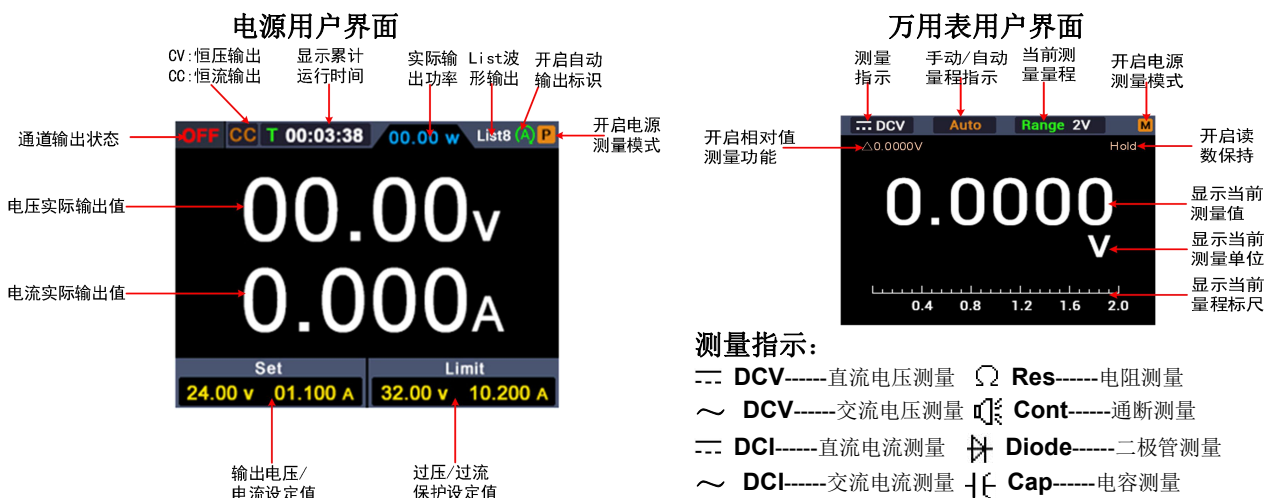 电源用户界面
CV:恒压输出
CC:恒流输出
显示累计
运行时间
实际输
出功率
List波
形输出
开启自动
输出标识
通道输出状态
OFF CC T 00:03:38 00.00 w List8 A P
开启电源
测量模式
电压实际输出值
00.00v
电流实际输出值
0.000A
Set
24.00 v 01.100 A
Limit
32.00 v 10.200 A
输出电压/
电流设定值
过压/过流
保护设定值
万用表用户界面
测量
指示
手动/自动
量程指示
当前测
量量程
开启电源
测量模式
DCV Auto Range 2V M
开启相对值
测量功能
△0.0000V Hold
开启读
数保持
0.0000
显示当前
测量值
V
显示当前
测量单位
显示当前
量程标尺
0.4 0.8 1.2 1.6 2.0
测量指示:
DCV------直流电压测量 Ω Res------电阻测量
~ DCV------交流电压测量 Cont------通断测量
DCI------直流电流测量 Diode------二极管测量
~ DCI------交流电流测量 Cap------电容测量